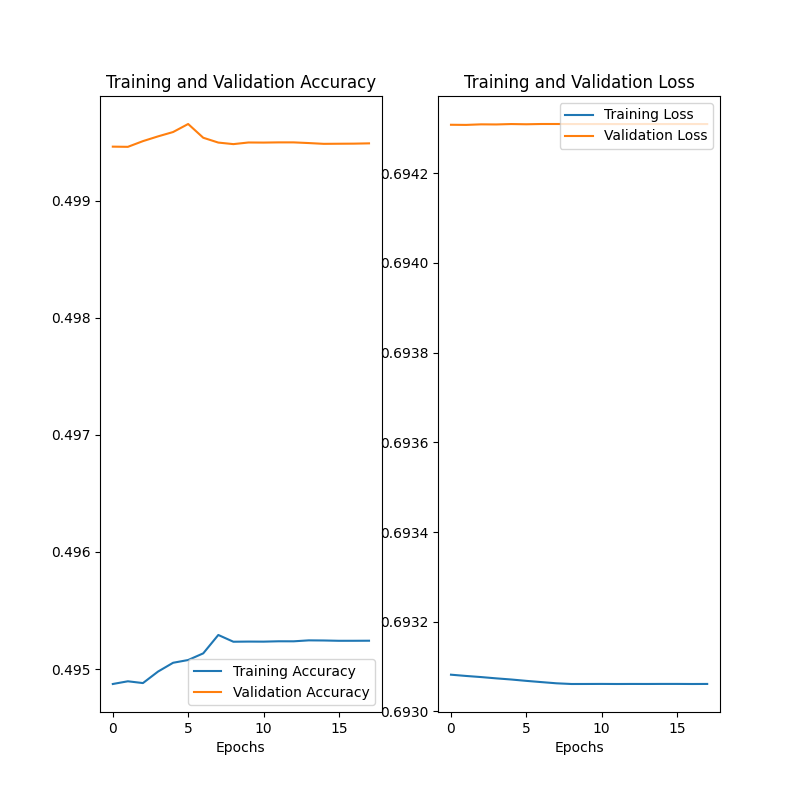 Training and Validation Accuracy
0.499
0.498
0.497
0.496
0.495
Training Accuracy
Validation Accuracy
0 5 10 15
Epochs
Training and Validation Loss
Training Loss
Validation Loss
0.6942
0.6940
0.6938
0.6936
0.6934
0.6932
0.6930
0 5 10 15
Epochs